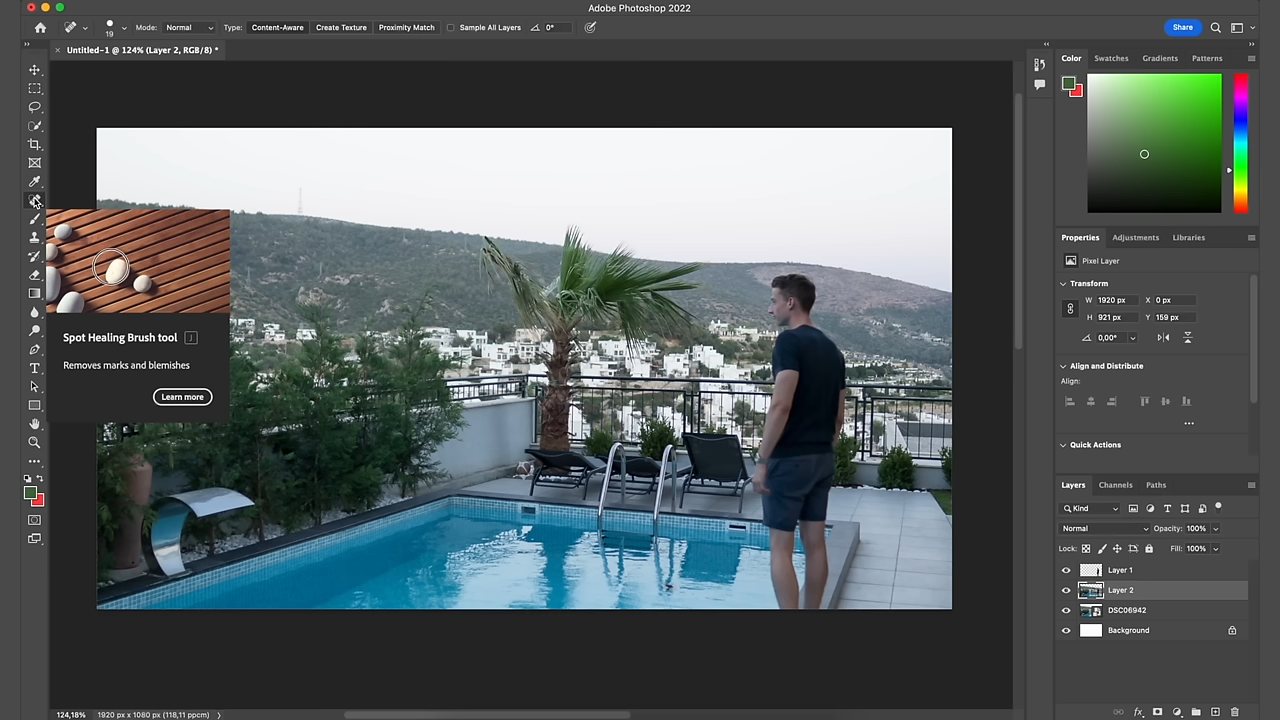 Adobe Photoshop 2022
19 Mode: Normal Type: Content-Aware Create Texture Proximity Match Sample All Layers 0° Share
Untitled-1 @ 124% (Layer 2, RGB/8) *
Color Swatches Gradients Patterns
Properties Adjustments Libraries
Pixel Layer
Transform
W 1920 px X 0 px
H 921 px Y 159 px
0,00°
Align and Distribute
Align:
Quick Actions
Spot Healing Brush tool J
Removes marks and blemishes
Learn more
Layers Channels Paths
Kind
Normal Opacity: 100%
Lock: Fill: 100%
Layer 1
Layer 2
DSC06942
Background
124,18% 1920 px x 1080 px (118,11 ppcm)